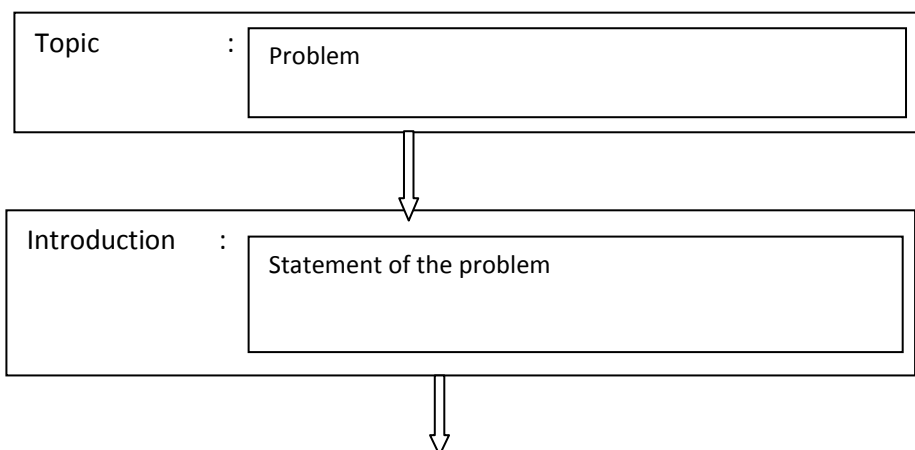 Topic : Problem
Introduction : Statement of the problem